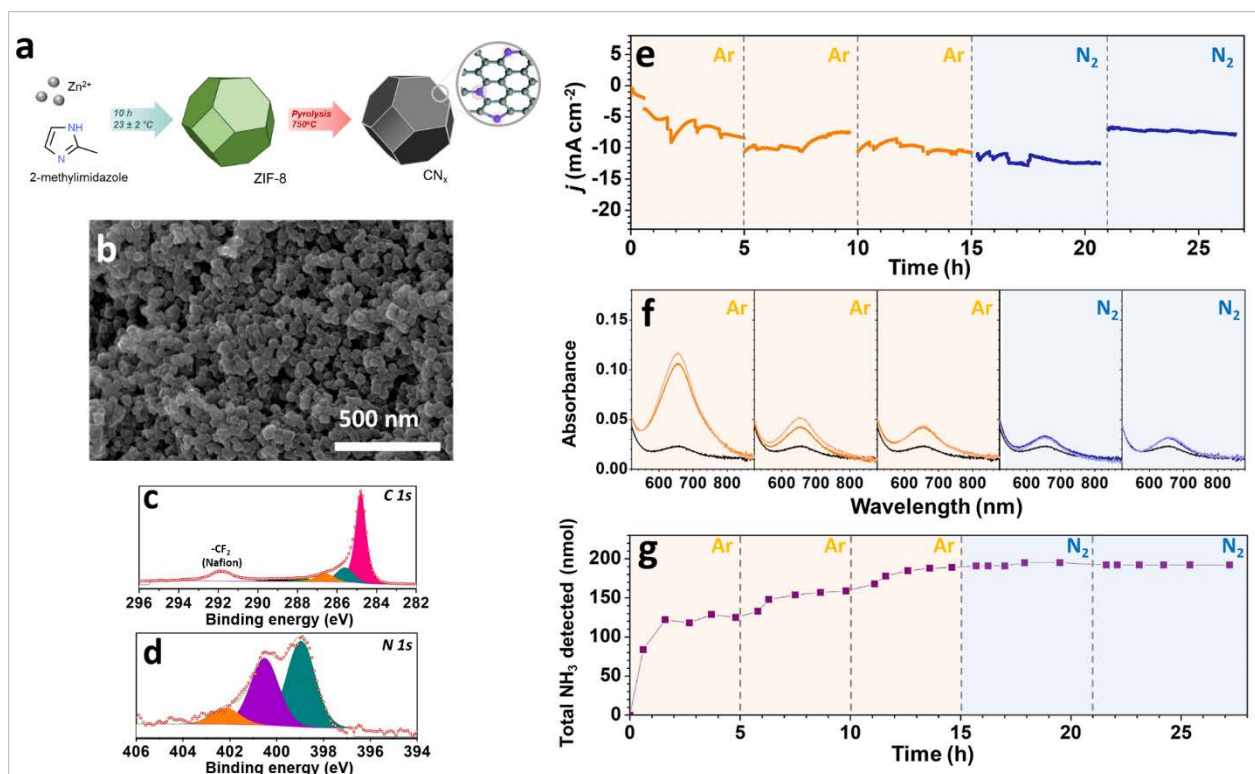 a
Zn²⁺
NH
N
2-methylimidazole
10 h
23 ± 2 °C
ZIF-8
Pyrolysis
750ºC
CNₓ
b
500 nm
c
C 1s
-CF₂
(Nafion)
296 294 292 290 288 286 284 282
Binding energy (eV)
d
N 1s
406 404 402 400 398 396 394
Binding energy (eV)
e
Ar
Ar
Ar
N₂
N₂
j (mA cm⁻²)
5
0
-5
-10
-15
-20
0 5 10 15 20 25
Time (h)
f
Ar
Ar
Ar
N₂
N₂
Absorbance
0.15
0.10
0.05
0.00
600 700 800 600 700 800 600 700 800 600 700 800 600 700 800
Wavelength (nm)
g
Ar
Ar
Ar
N₂
N₂
Total NH₃ detected (nmol)
200
150
100
50
0
0 5 10 15 20 25
Time (h)